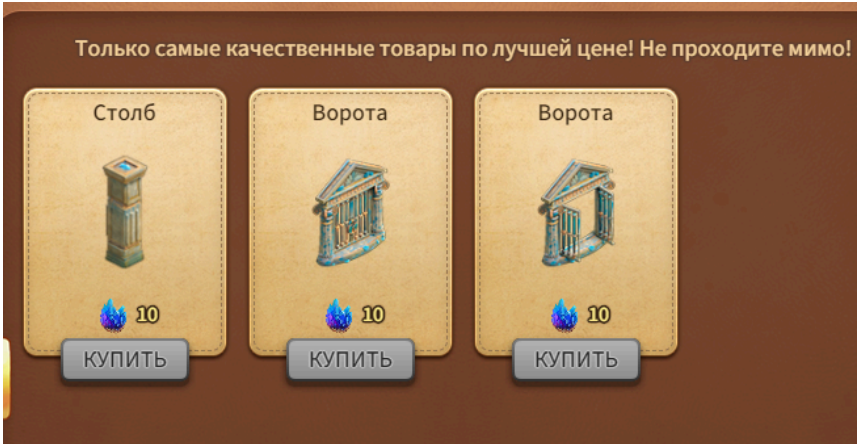 Только самые качественные товары по лучшей цене! Не проходите мимо!
Столб
Ворота
Ворота
10
10
10
КУПИТЬ
КУПИТЬ
КУПИТЬ